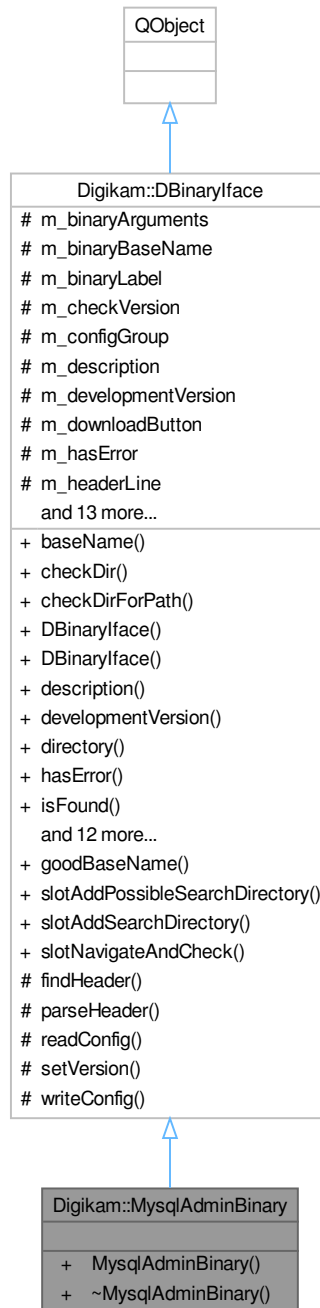 QObject
Digikam::DBinaryIface
# m_binaryArguments
# m_binaryBaseName
# m_binaryLabel
# m_checkVersion
# m_configGroup
# m_description
# m_developmentVersion
# m_downloadButton
# m_hasError
# m_headerLine
and 13 more...
+ baseName()
+ checkDir()
+ checkDirForPath()
+ DBinaryIface()
+ DBinaryIface()
+ description()
+ developmentVersion()
+ directory()
+ hasError()
+ isFound()
and 12 more...
+ goodBaseName()
+ slotAddPossibleSearchDirectory()
+ slotAddSearchDirectory()
+ slotNavigateAndCheck()
# findHeader()
# parseHeader()
# readConfig()
# setVersion()
# writeConfig()
Digikam::MysqlAdminBinary
+ MysqlAdminBinary()
+ ~MysqlAdminBinary()